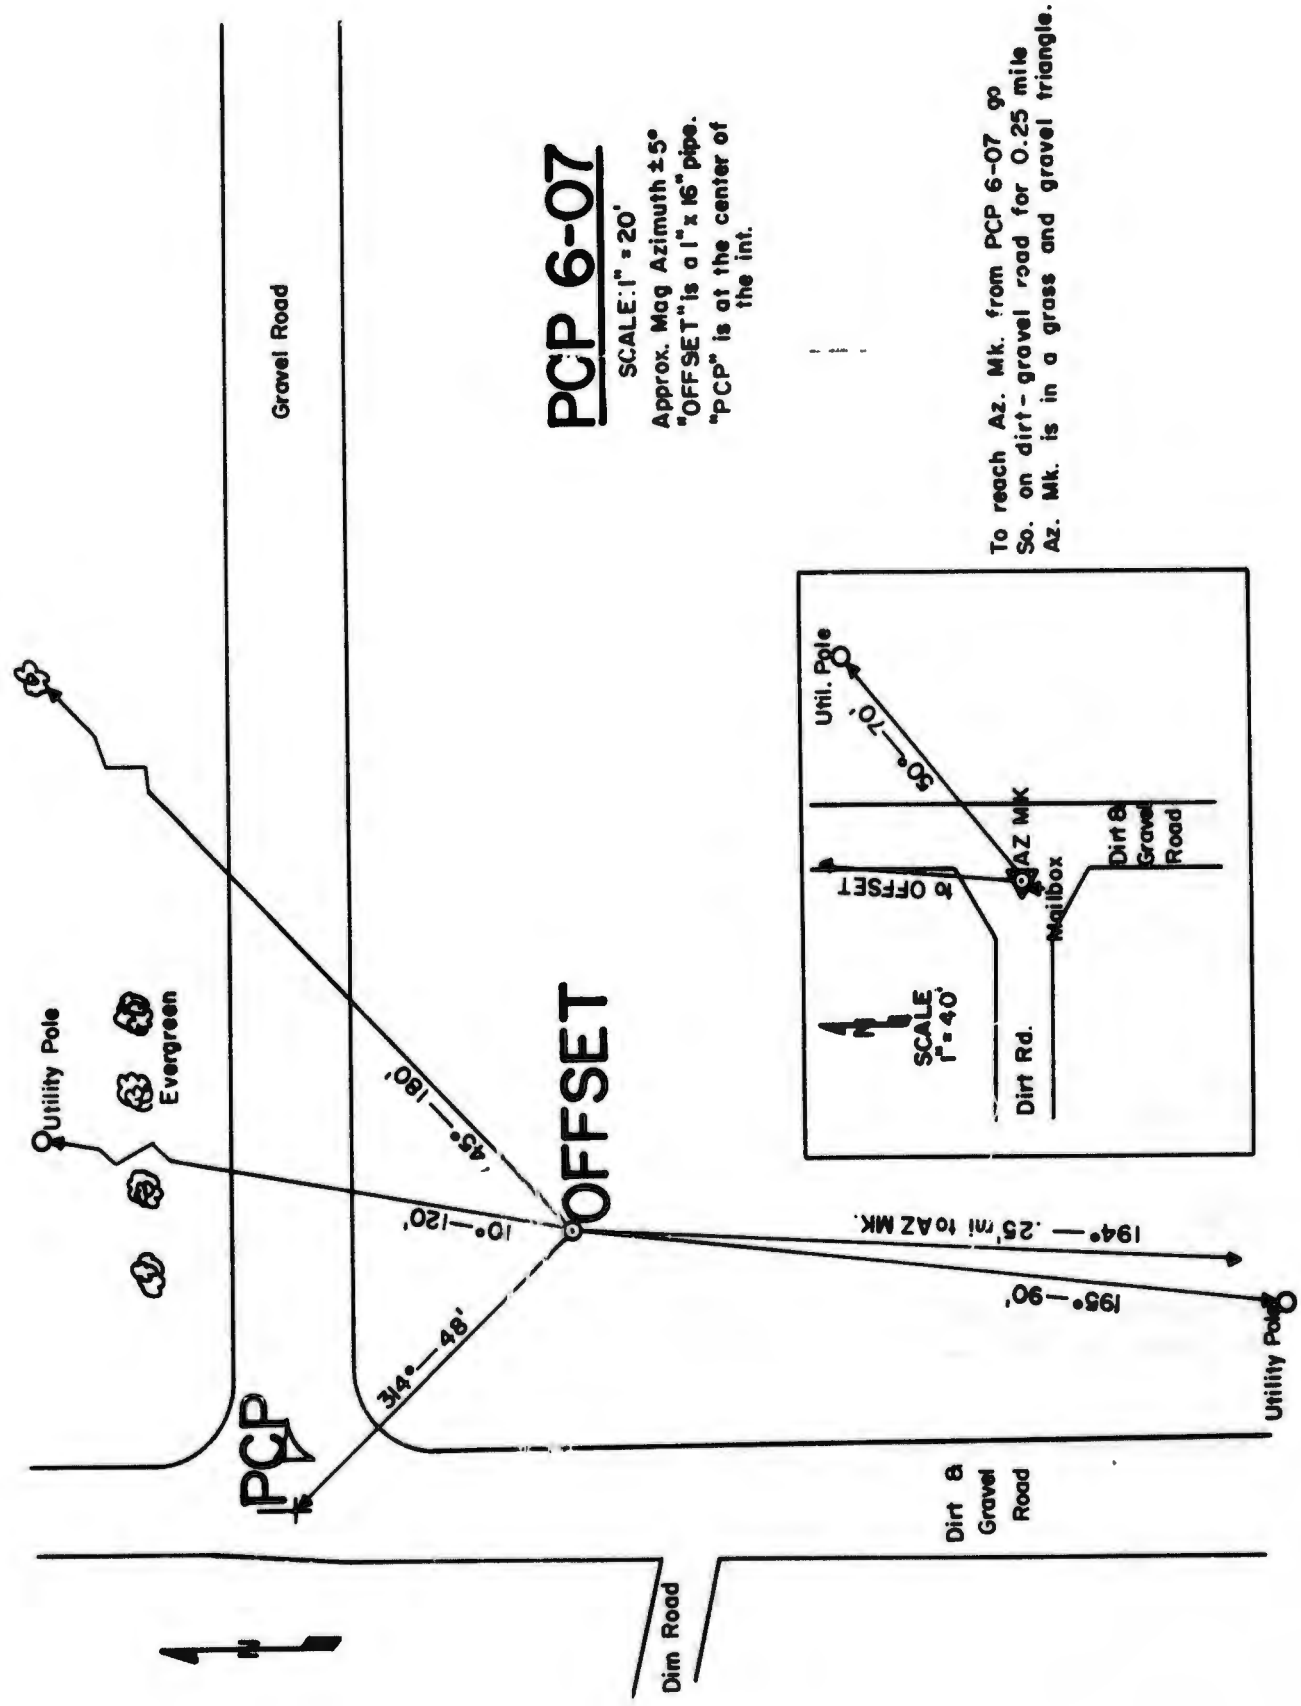 Utility Pole
Evergreen
Gravel Road
PCP
314°—48'
10°—120'
45°—180'
OFFSET
PCP 6-07
SCALE:1" = 20'
Approx. Mag Azimuth ±5°
"OFFSET" is a 1" x 16" pipe.
"PCP" is at the center of
the int.
N
Dim Road
Dirt &
Gravel
Road
195°—90'
194°— .25' mi to AZ MK.
Utility Pole
N
SCALE
1" = 40'
Dirt Rd.
to OFFSET
AZ MK
Mailbox
Dirt &
Gravel
Road
50°—70'
Util. Pole
To reach Az. Mk. from PCP 6-07 go
So. on dirt-gravel road for 0.25 mile
Az. Mk. is in a grass and gravel triangle.